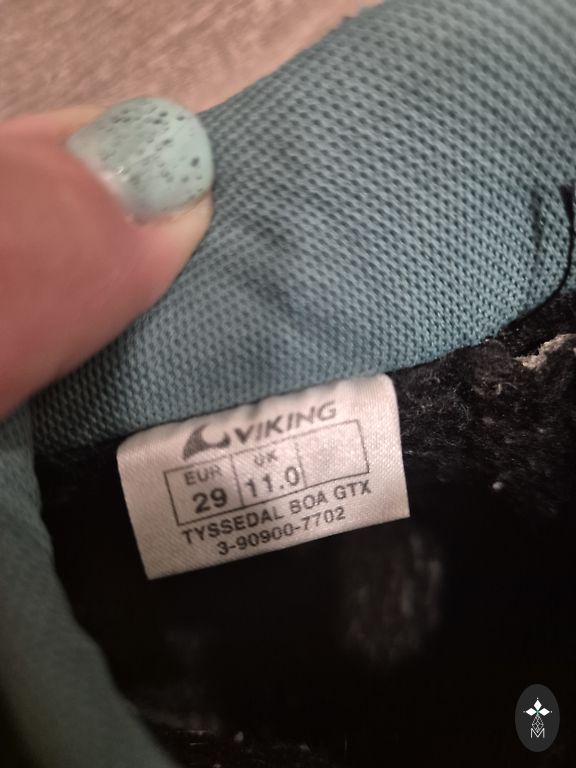 VIKING
EUR UK
29 11.0
TYSSEDAL BOA GTX
3-90900-7702
M